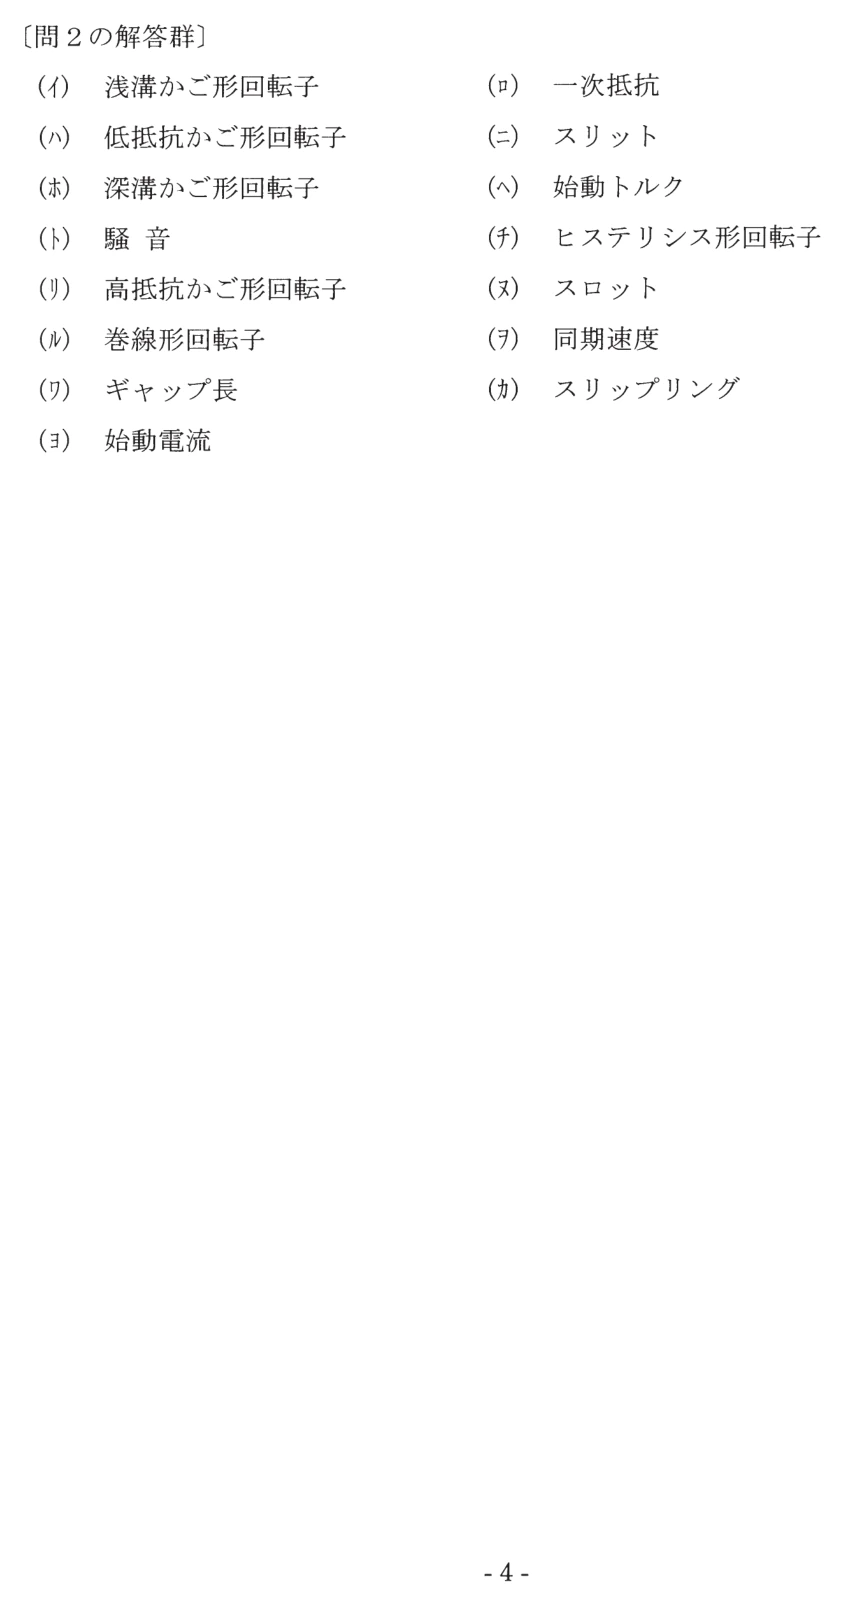 〔問２の解答群〕
(ｲ) 浅溝かご形回転子
(ﾛ) 一次抵抗
(ﾊ) 低抵抗かご形回転子
(ﾆ) スリット
(ﾎ) 深溝かご形回転子
(ﾍ) 始動トルク
(ﾄ) 騒 音
(ﾁ) ヒステリシス形回転子
(ﾘ) 高抵抗かご形回転子
(ﾇ) スロット
(ﾙ) 巻線形回転子
(ｦ) 同期速度
(ﾜ) ギャップ長
(ｶ) スリップリング
(ﾖ) 始動電流
- 4 -